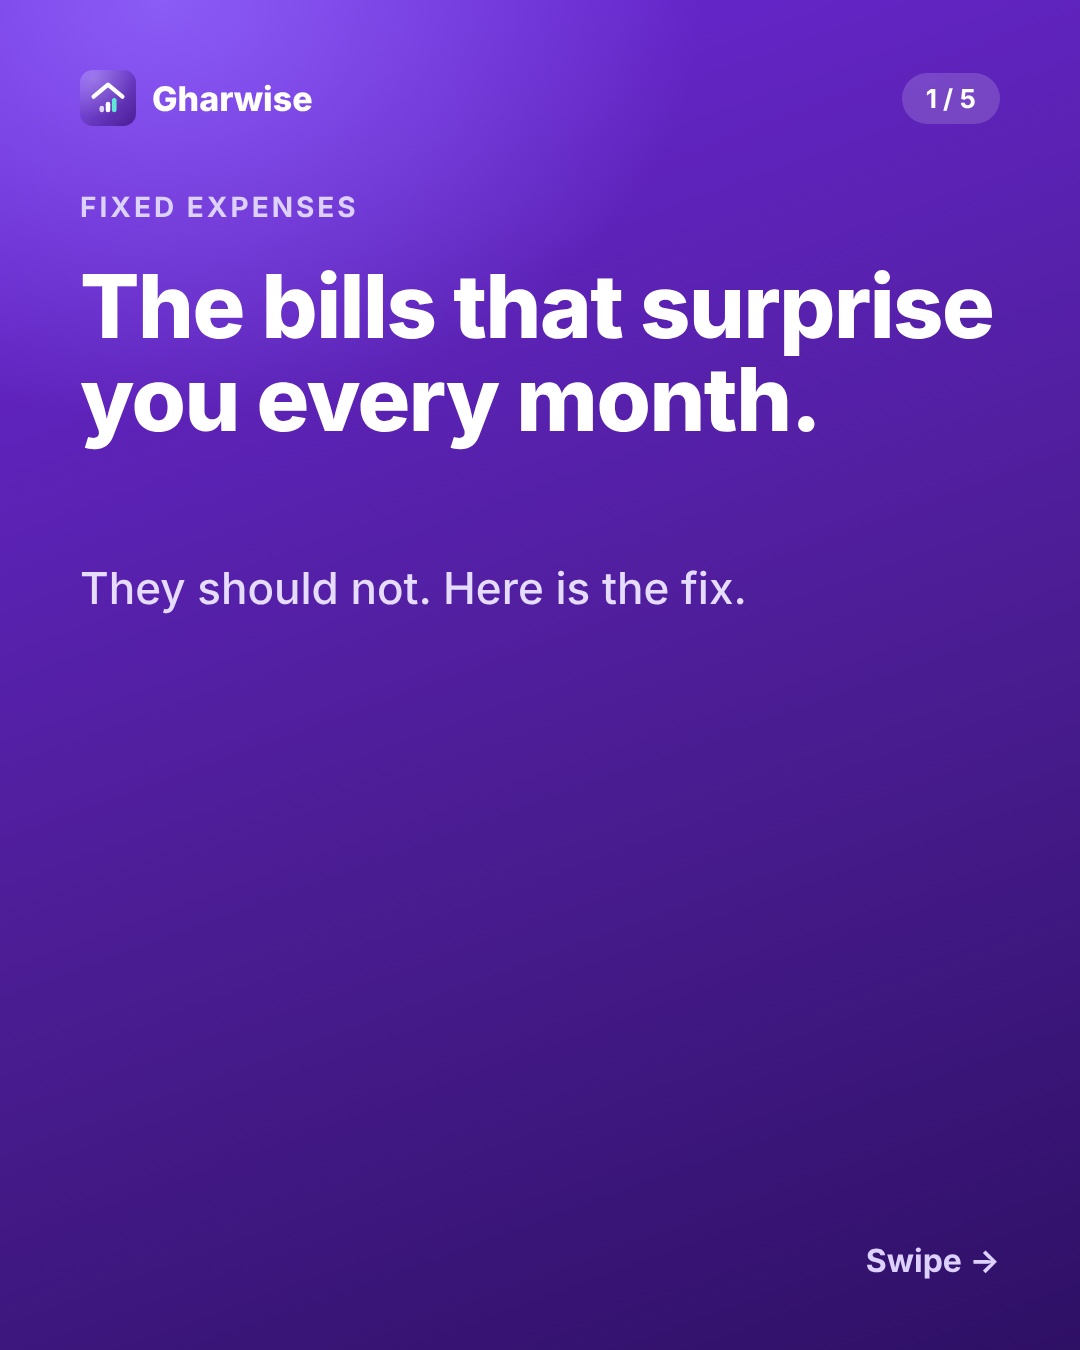 Gharwise
1 / 5
FIXED EXPENSES
The bills that surprise
you every month.
They should not. Here is the fix.
Swipe →